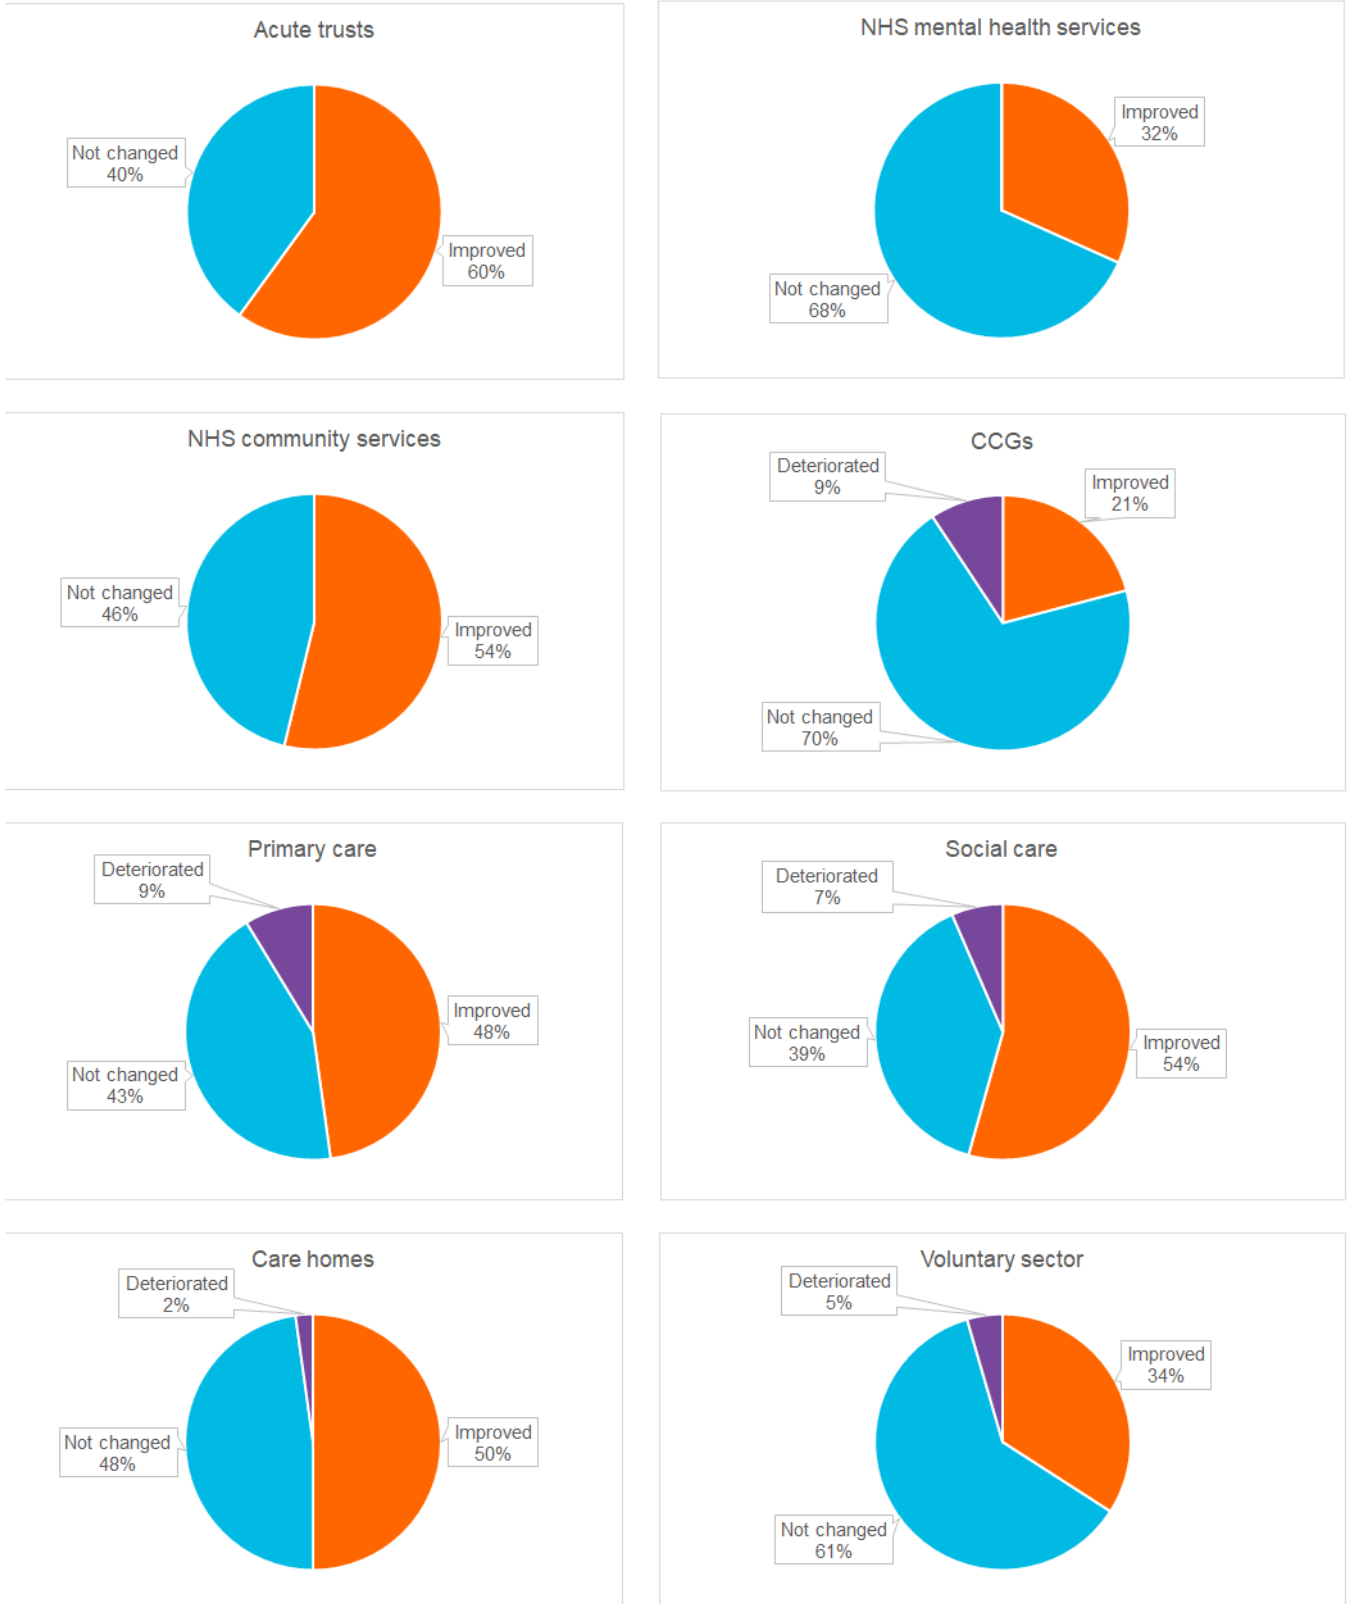 Acute trusts
Not changed
40%
Improved
60%
NHS mental health services
Improved
32%
Not changed
68%
NHS community services
Not changed
46%
Improved
54%
CCGs
Deteriorated
9%
Improved
21%
Not changed
70%
Primary care
Deteriorated
9%
Improved
48%
Not changed
43%
Social care
Deteriorated
7%
Not changed
39%
Improved
54%
Care homes
Deteriorated
2%
Not changed
48%
Improved
50%
Voluntary sector
Deteriorated
5%
Improved
34%
Not changed
61%